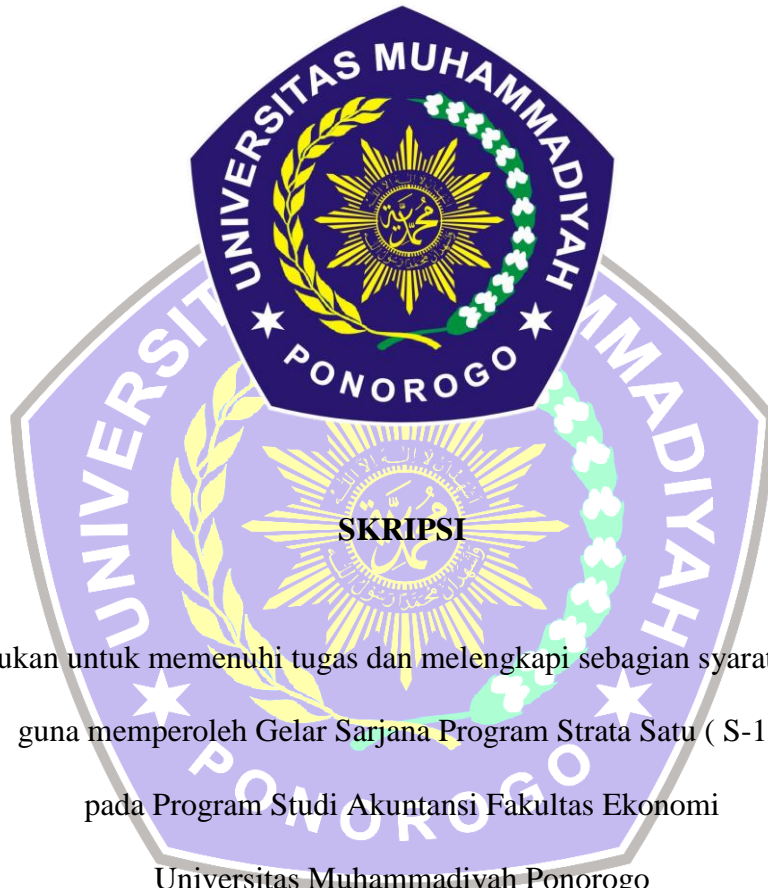 UNIVERSITAS MUHAMMADIYAH
PONOROGO
محمدية
SKRIPSI
ukan untuk memenuhi tugas dan melengkapi sebagian syarat
guna memperoleh Gelar Sarjana Program Strata Satu ( S-1
pada Program Studi Akuntansi Fakultas Ekonomi
Universitas Muhammadiyah Ponorogo